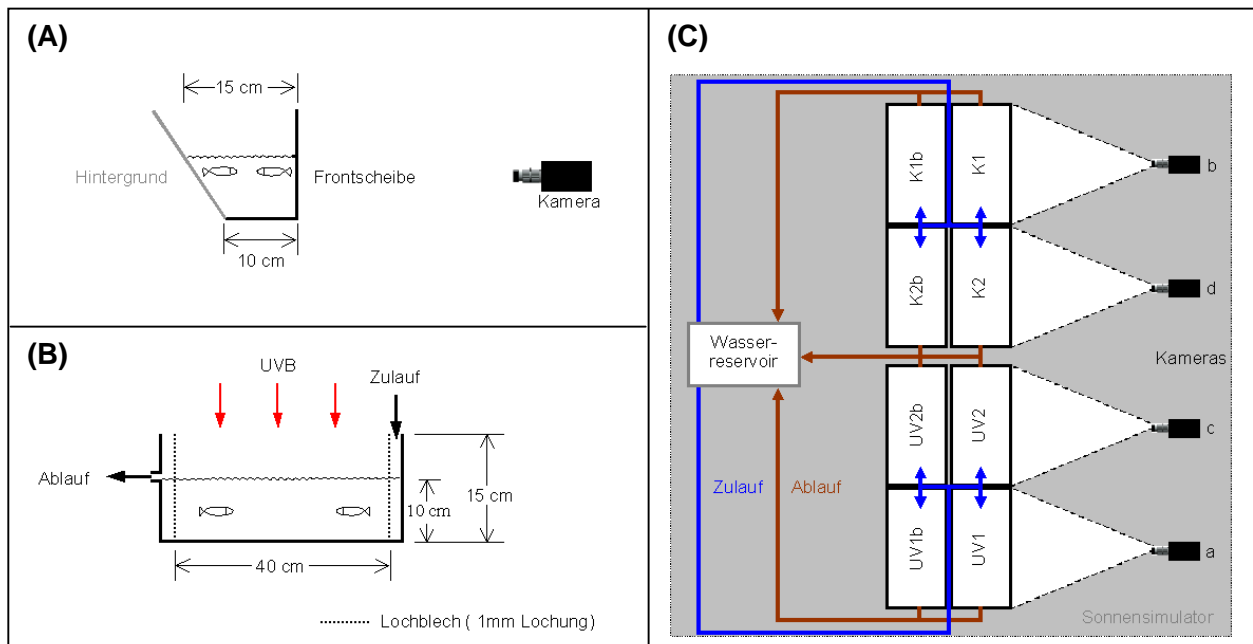 (A)
15 cm
Hintergrund
Frontscheibe
Kamera
10 cm
(B)
UVB
Zulauf
Ablauf
15 cm
10 cm
40 cm
Lochblech ( 1mm Lochung)
(C)
K1b
K1
b
K2b
K2
d
Wasser-
reservoir
Kameras
UV2b
UV2
c
Zulauf
Ablauf
UV1b
UV1
a
Sonnensimulator